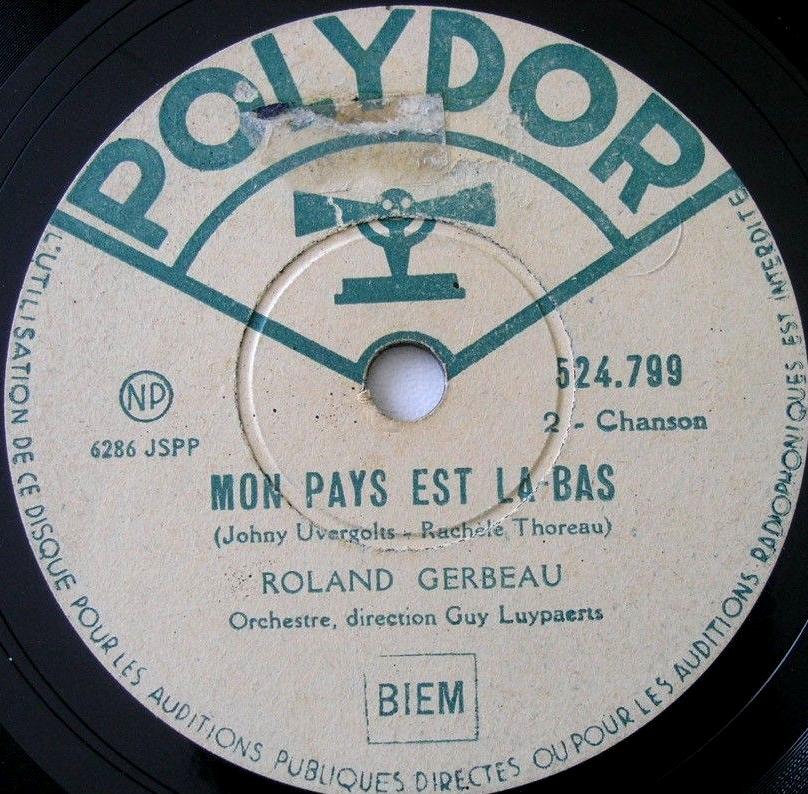 POLYDOR
NP
6286 JSPP
524.799
2 - Chanson
MON PAYS EST LA-BAS
(Johny Uvergolts - Rachèle Thoreau)
ROLAND GERBEAU
Orchestre, direction Guy Luypaerts
BIEM
L'UTILISATION DE CE DISQUE POUR LES AUDITIONS PUBLIQUES DIRECTES OU POUR LES AUDITIONS RADIOPHONIQUES EST INTERDITE